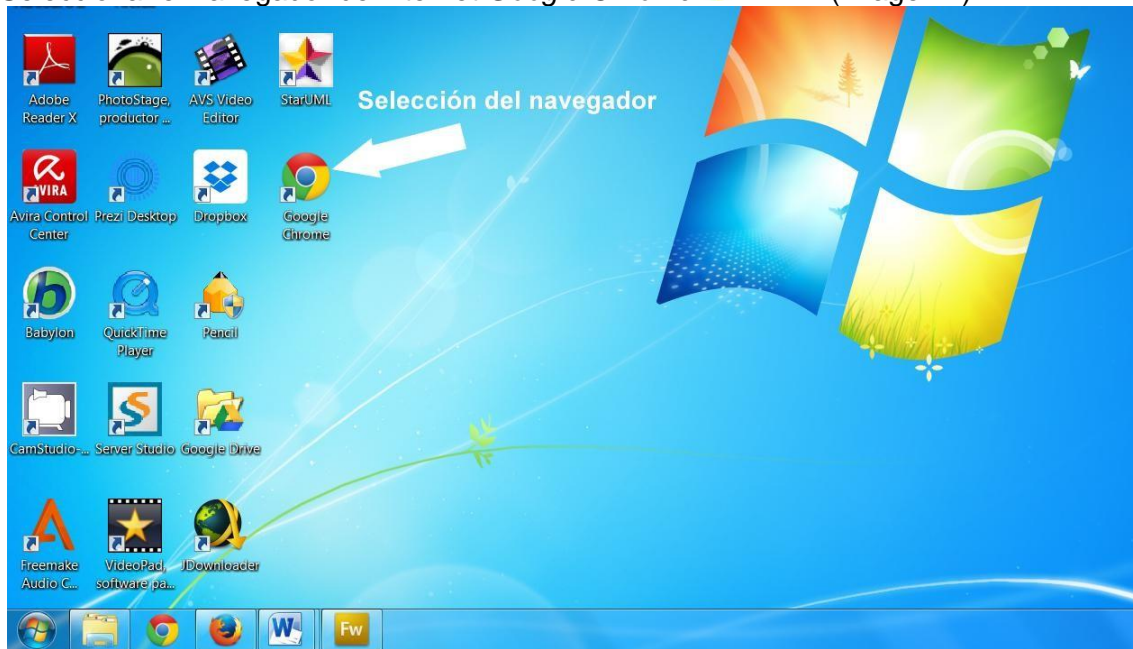 Adobe
Reader X
PhotoStage,
productor ...
AVS Video
Editor
StarUML
Selección del navegador
AVIRA
Avira Control
Center
Prezi Desktop
Dropbox
Google
Chrome
Babylon
QuickTime
Player
Pencil
CamStudio-...
Server Studio
Google Drive
Freemake
Audio C...
VideoPad,
software pa...
JDownloader
W
Fw